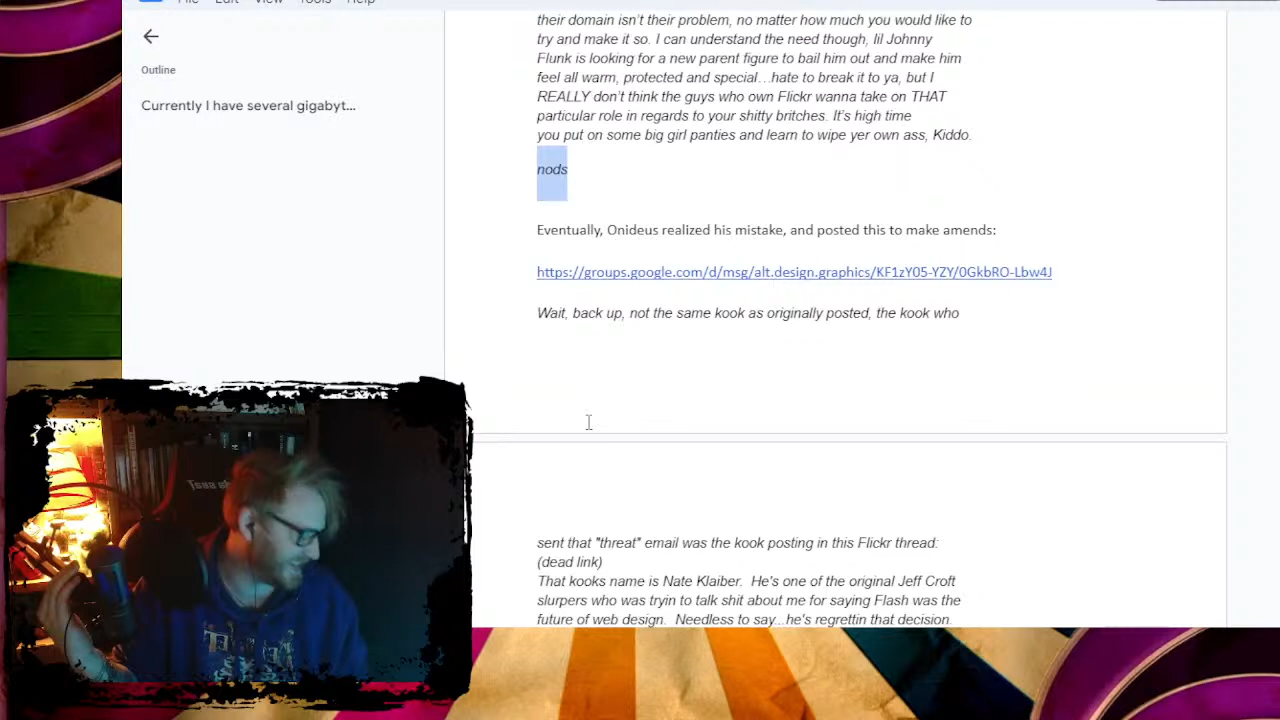 File Edit View Tools Help
Outline
Currently I have several gigabyt...
their domain isn't their problem, no matter how much you would like to
try and make it so. I can understand the need though, lil Johnny
Flunk is looking for a new parent figure to bail him out and make him
feel all warm, protected and special…hate to break it to ya, but I
REALLY don't think the guys who own Flickr wanna take on THAT
particular role in regards to your shitty britches. It's high time
you put on some big girl panties and learn to wipe yer own ass, Kiddo.
nods
Eventually, Onideus realized his mistake, and posted this to make amends:
https://groups.google.com/d/msg/alt.design.graphics/KF1zY05-YZY/0GkbRO-Lbw4J
Wait, back up, not the same kook as originally posted, the kook who
sent that "threat" email was the kook posting in this Flickr thread:
(dead link)
That kooks name is Nate Klaiber. He's one of the original Jeff Croft
slurpers who was tryin to talk shit about me for saying Flash was the
future of web design. Needless to say...he's regrettin that decision.